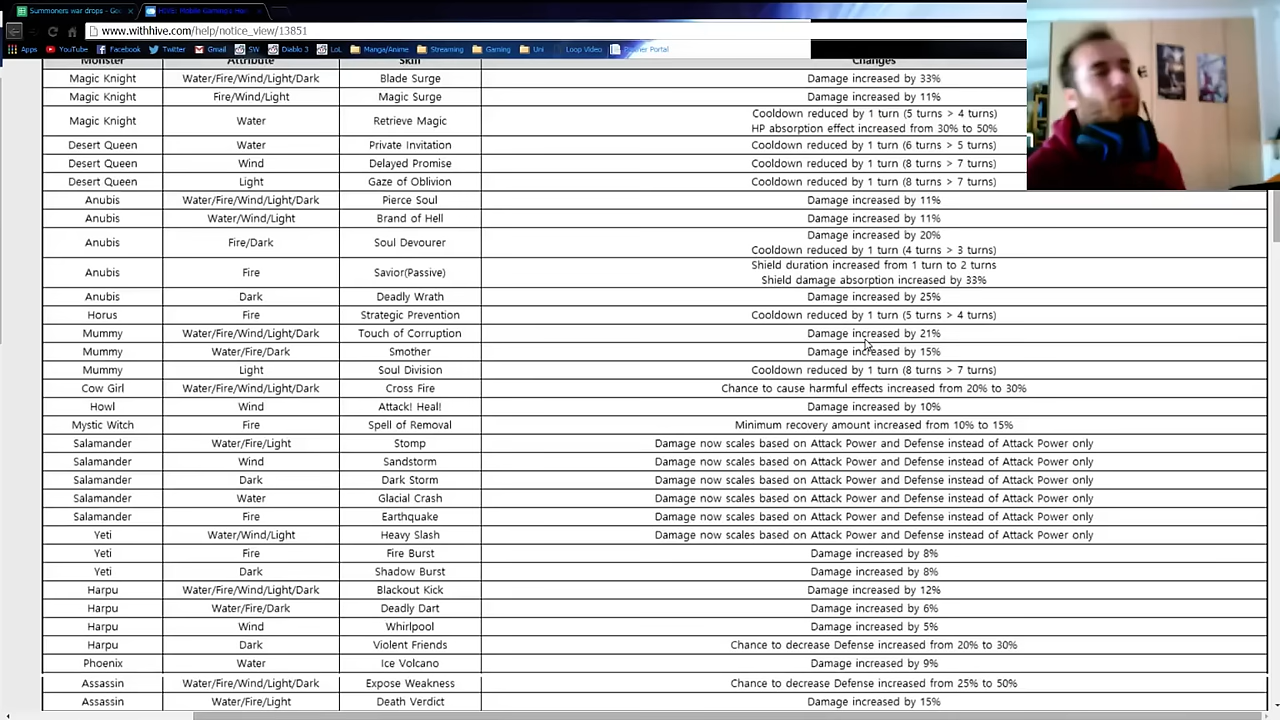 Summoners war drops - Goo
HIVE: Mobile Gaming's H
www.withhive.com/help/notice_view/13851
Apps YouTube Facebook Twitter Gmail SW Diablo 3 LoL Manga/Anime Streaming Gaming Uni Loop Video Partner Portal
Monster Attribute Skill Changes
Magic Knight Water/Fire/Wind/Light/Dark Blade Surge Damage increased by 33%
Magic Knight Fire/Wind/Light Magic Surge Damage increased by 11%
Magic Knight Water Retrieve Magic Cooldown reduced by 1 turn (5 turns > 4 turns)
HP absorption effect increased from 30% to 50%
Desert Queen Water Private Invitation Cooldown reduced by 1 turn (6 turns > 5 turns)
Desert Queen Wind Delayed Promise Cooldown reduced by 1 turn (8 turns > 7 turns)
Desert Queen Light Gaze of Oblivion Cooldown reduced by 1 turn (8 turns > 7 turns)
Anubis Water/Fire/Wind/Light/Dark Pierce Soul Damage increased by 11%
Anubis Water/Wind/Light Brand of Hell Damage increased by 11%
Anubis Fire/Dark Soul Devourer Damage increased by 20%
Cooldown reduced by 1 turn (4 turns > 3 turns)
Anubis Fire Savior(Passive) Shield duration increased from 1 turn to 2 turns
Shield damage absorption increased by 33%
Anubis Dark Deadly Wrath Damage increased by 25%
Horus Fire Strategic Prevention Cooldown reduced by 1 turn (5 turns > 4 turns)
Mummy Water/Fire/Wind/Light/Dark Touch of Corruption Damage increased by 21%
Mummy Water/Fire/Dark Smother Damage increased by 15%
Mummy Light Soul Division Cooldown reduced by 1 turn (8 turns > 7 turns)
Cow Girl Water/Fire/Wind/Light/Dark Cross Fire Chance to cause harmful effects increased from 20% to 30%
Howl Wind Attack! Heal! Damage increased by 10%
Mystic Witch Fire Spell of Removal Minimum recovery amount increased from 10% to 15%
Salamander Water/Fire/Light Stomp Damage now scales based on Attack Power and Defense instead of Attack Power only
Salamander Wind Sandstorm Damage now scales based on Attack Power and Defense instead of Attack Power only
Salamander Dark Dark Storm Damage now scales based on Attack Power and Defense instead of Attack Power only
Salamander Water Glacial Crash Damage now scales based on Attack Power and Defense instead of Attack Power only
Salamander Fire Earthquake Damage now scales based on Attack Power and Defense instead of Attack Power only
Yeti Water/Wind/Light Heavy Slash Damage now scales based on Attack Power and Defense instead of Attack Power only
Yeti Fire Fire Burst Damage increased by 8%
Yeti Dark Shadow Burst Damage increased by 8%
Harpu Water/Fire/Wind/Light/Dark Blackout Kick Damage increased by 12%
Harpu Water/Fire/Dark Deadly Dart Damage increased by 6%
Harpu Wind Whirlpool Damage increased by 5%
Harpu Dark Violent Friends Chance to decrease Defense increased from 20% to 30%
Phoenix Water Ice Volcano Damage increased by 9%
Assassin Water/Fire/Wind/Light/Dark Expose Weakness Chance to decrease Defense increased from 25% to 50%
Assassin Water/Fire/Light Death Verdict Damage increased by 15%